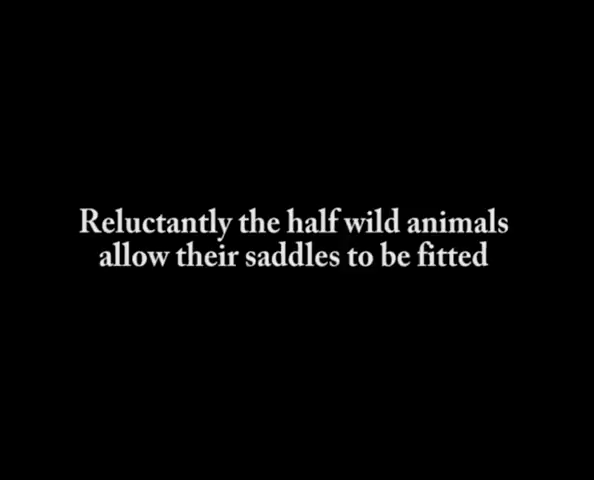 Reluctantly the half wild animals
allow their saddles to be fitted